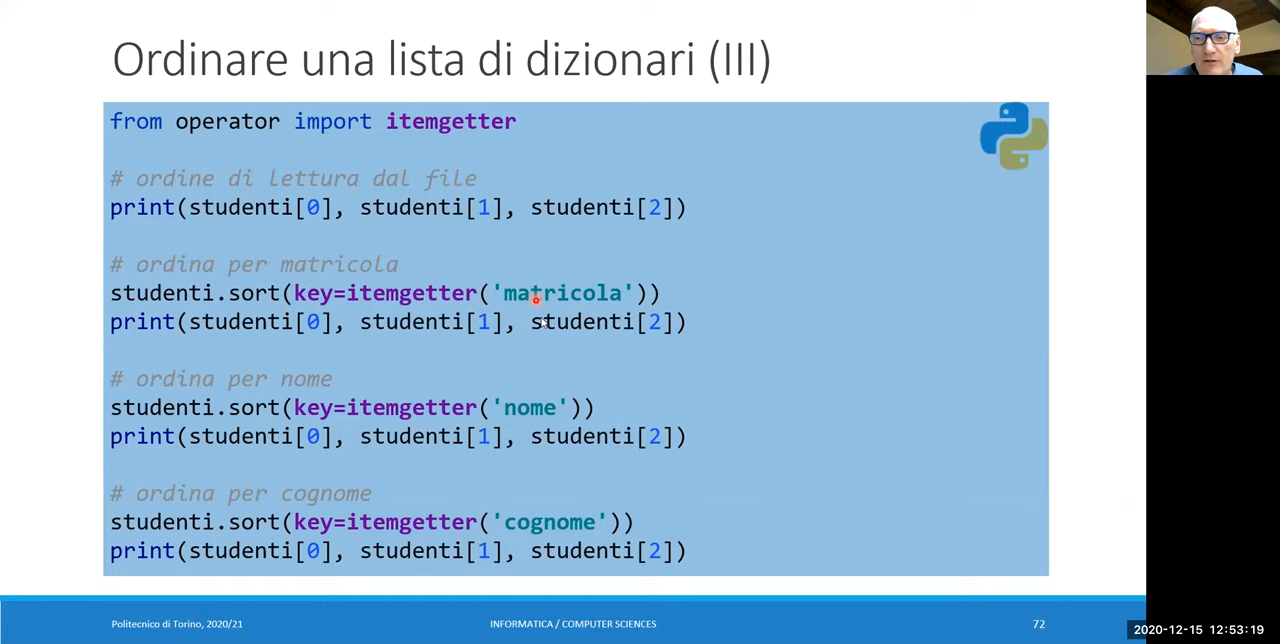 Ordinare una lista di dizionari (III)
from operator import itemgetter
# ordine di lettura dal file
print(studenti[0], studenti[1], studenti[2])
# ordina per matricola
studenti.sort(key=itemgetter('matricola'))
print(studenti[0], studenti[1], studenti[2])
# ordina per nome
studenti.sort(key=itemgetter('nome'))
print(studenti[0], studenti[1], studenti[2])
# ordina per cognome
studenti.sort(key=itemgetter('cognome'))
print(studenti[0], studenti[1], studenti[2])
Politecnico di Torino, 2020/21
INFORMATICA / COMPUTER SCIENCES
72
2020-12-15 12:53:19